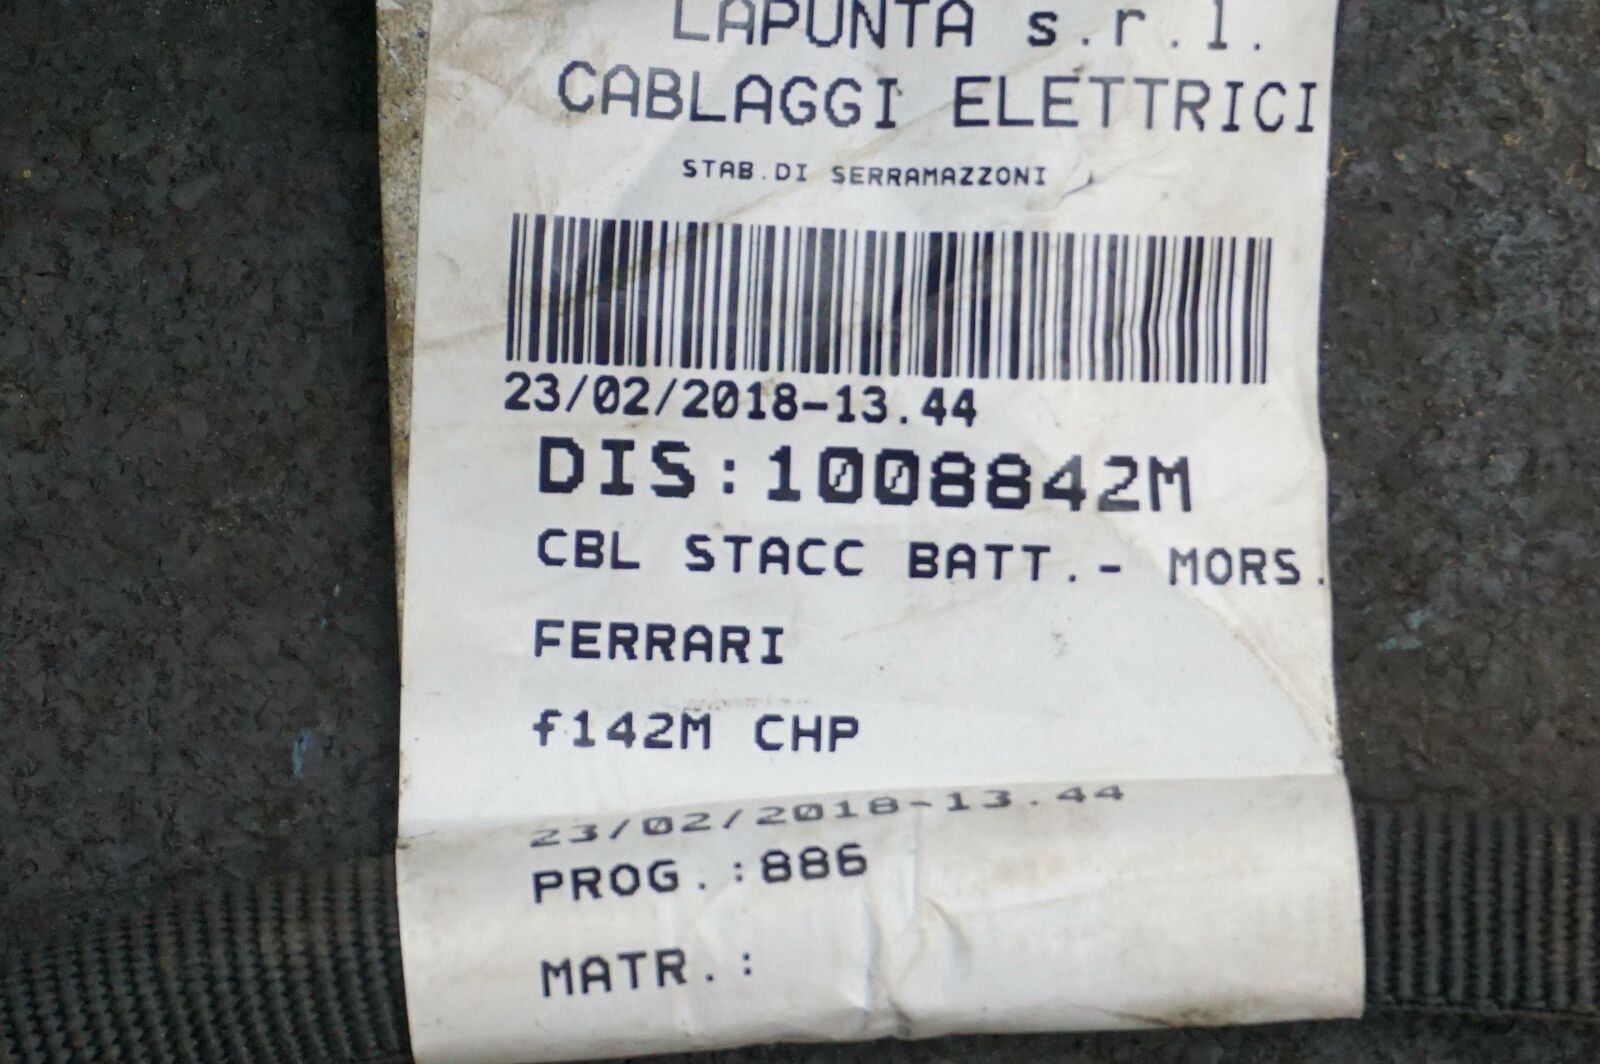 LAPUNTA s.r.l.
CABLAGGI ELETTRICI
STAB.DI SERRAMAZZONI
23/02/2018-13.44
DIS:1008842M
CBL STACC BATT.- MORS.
FERRARI
f142M CHP
23/02/2018-13.44
PROG.:886
MATR.: